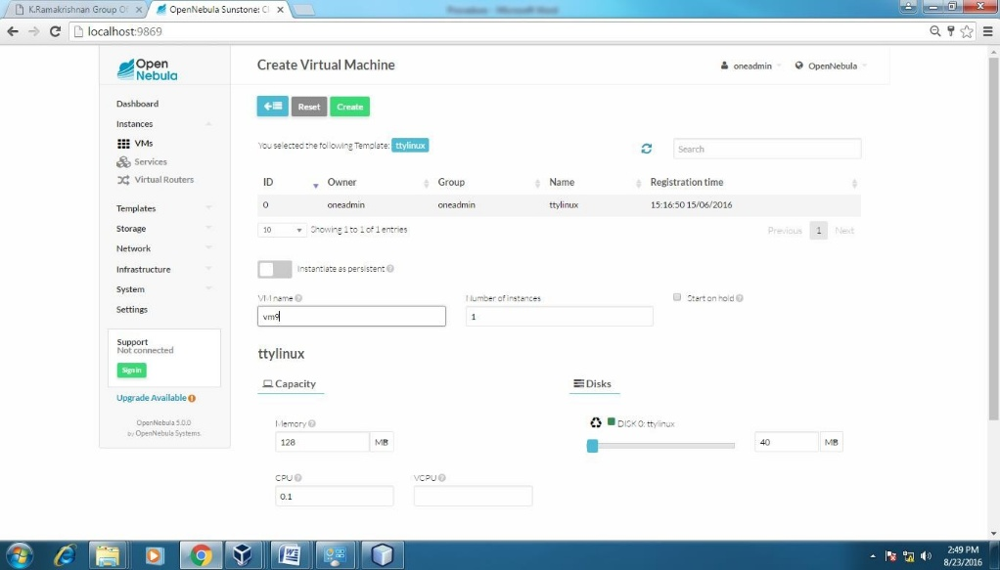 K.Ramakrishnan Group Of
OpenNebula Sunstone: Cl
Procedure - Microsoft Word
localhost:9869
Open
Nebula
Create Virtual Machine
oneadmin
OpenNebula
Dashboard
Instances
VMs
Services
Virtual Routers
Templates
Storage
Network
Infrastructure
System
Settings
Support
Not connected
Sign in
Upgrade Available
OpenNebula 5.0.0
by OpenNebula Systems.
Reset
Create
You selected the following Template: ttylinux
Search
ID Owner Group Name Registration time
0 oneadmin oneadmin ttylinux 15:16:50 15/06/2016
10 Showing 1 to 1 of 1 entries
Previous 1 Next
Instantiate as persistent
VM name Number of instances Start on hold
vm9 1
ttylinux
Capacity Disks
Memory DISK 0: ttylinux
128 MB 40 MB
CPU VCPU
0.1
2:49 PM
8/23/2016